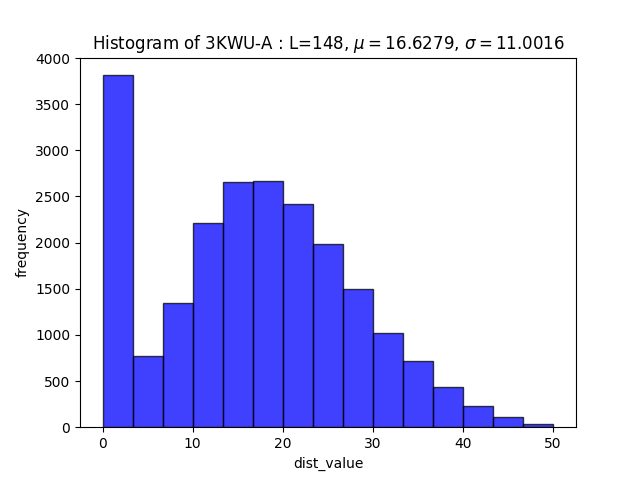 Histogram of 3KWU-A : L=148, μ = 16.6279, σ = 11.0016
4000
3500
3000
2500
2000
1500
1000
500
0
frequency
0 10 20 30 40 50
dist_value